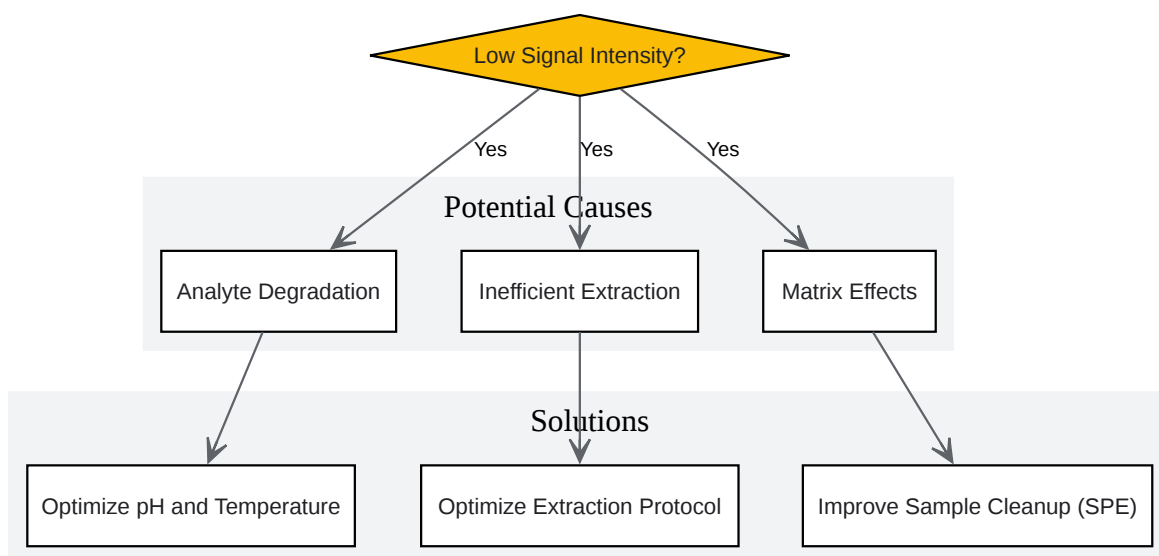 Low Signal Intensity?
Yes
Yes
Yes
Potential Causes
Analyte Degradation
Inefficient Extraction
Matrix Effects
Solutions
Optimize pH and Temperature
Optimize Extraction Protocol
Improve Sample Cleanup (SPE)